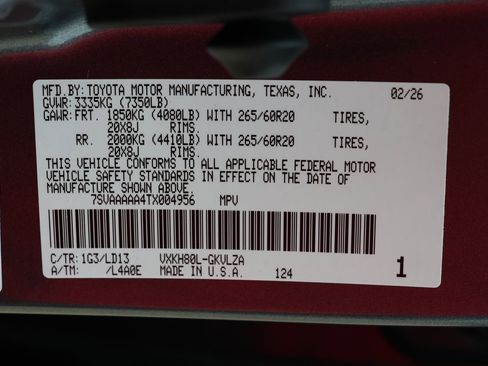 MFD.BY: TOYOTA MOTOR MANUFACTURING, TEXAS, INC. 02/26
GVWR: 3335KG (7350LB)
GAWR: FRT. 1850KG (4080LB) WITH 265/60R20 TIRES,
20X8J RIMS.
RR. 2000KG (4410LB) WITH 265/60R20 TIRES,
20X8J RIMS.
THIS VEHICLE CONFORMS TO ALL APPLICABLE FEDERAL MOTOR
VEHICLE SAFETY STANDARDS IN EFFECT ON THE DATE OF
MANUFACTURE SHOWN ABOVE.
7SVAAAAA4TX004956 MPV
C/TR: 1G3/LD13 VXKH80L-GKVLZA
A/TM: /L4A0E MADE IN U.S.A. 124 1